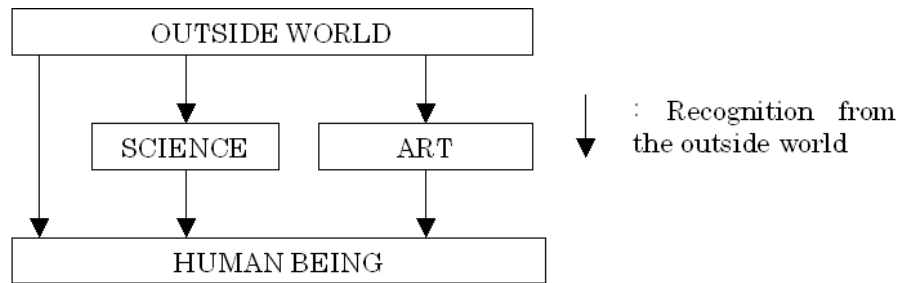 OUTSIDE WORLD
SCIENCE
ART
: Recognition from
the outside world
HUMAN BEING